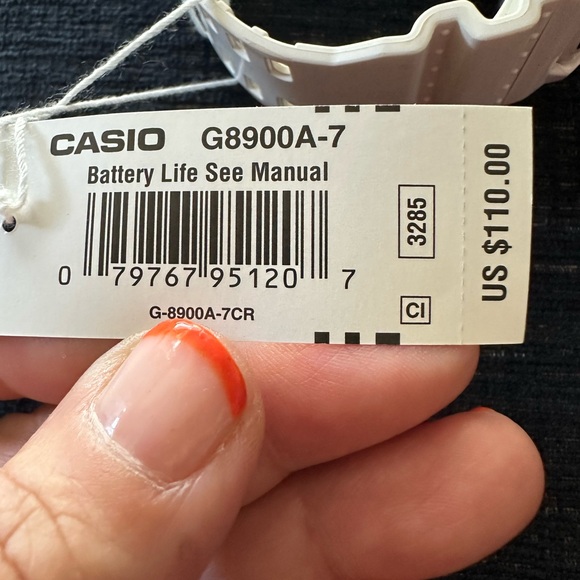 CASIO G8900A-7
Battery Life See Manual
0 79767 95120 7
G-8900A-7CR
3285
CI
US $110.00